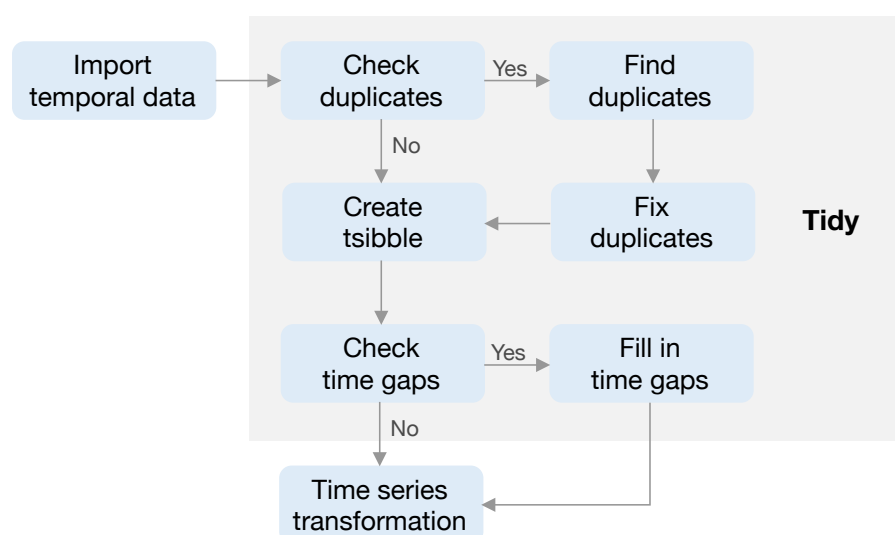 Import
temporal data
Check
duplicates
Yes
Find
duplicates
No
Create
tsibble
Fix
duplicates
Tidy
Check
time gaps
Yes
Fill in
time gaps
No
Time series
transformation